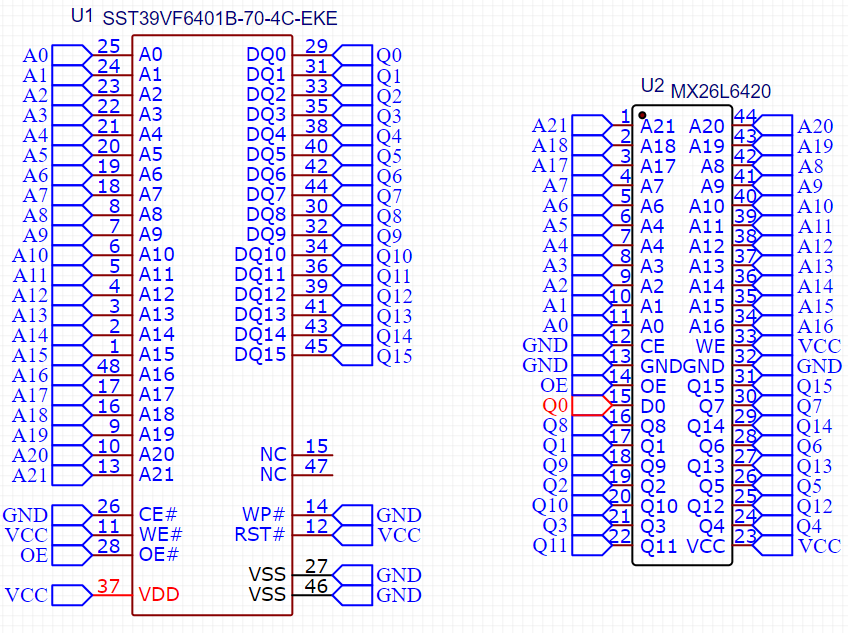 U1 SST39VF6401B-70-4C-EKE
A0 25 A0 DQ0 29 Q0
A1 24 A1 DQ1 31 Q1
A2 23 A2 DQ2 33 Q2
A3 22 A3 DQ3 35 Q3
A4 21 A4 DQ4 38 Q4
A5 20 A5 DQ5 40 Q5
A6 19 A6 DQ6 42 Q6
A7 18 A7 DQ7 44 Q7
A8 8 A8 DQ8 30 Q8
A9 7 A9 DQ9 32 Q9
A10 6 A10 DQ10 34 Q10
A11 5 A11 DQ11 36 Q11
A12 4 A12 DQ12 39 Q12
A13 3 A13 DQ13 41 Q13
A14 2 A14 DQ14 43 Q14
A15 1 A15 DQ15 45 Q15
A16 48 A16
A17 17 A17
A18 16 A18
A19 9 A19
A20 10 A20 NC 15
A21 13 A21 NC 47
GND 26 CE# WP# 14 GND
VCC 11 WE# RST# 12 VCC
OE 28 OE#
VSS 27 GND
VCC 37 VDD VSS 46 GND
U2 MX26L6420
A21 1 A21 A20 44 A20
A18 2 A18 A19 43 A19
A17 3 A17 A8 42 A8
A7 4 A7 A9 41 A9
A6 5 A6 A10 40 A10
A5 6 A4 A11 39 A11
A4 7 A4 A12 38 A12
A3 8 A3 A13 37 A13
A2 9 A2 A14 36 A14
A1 10 A1 A15 35 A15
A0 11 A0 A16 34 A16
GND 12 CE WE 33 VCC
GND 13 GND GND 32 GND
OE 14 OE Q15 31 Q15
Q0 15 D0 Q7 30 Q7
Q8 16 Q8 Q14 29 Q14
Q1 17 Q1 Q6 28 Q6
Q9 18 Q9 Q13 27 Q13
Q2 19 Q2 Q5 26 Q5
Q10 20 Q10 Q12 25 Q12
Q3 21 Q3 Q4 24 Q4
Q11 22 Q11 VCC 23 VCC